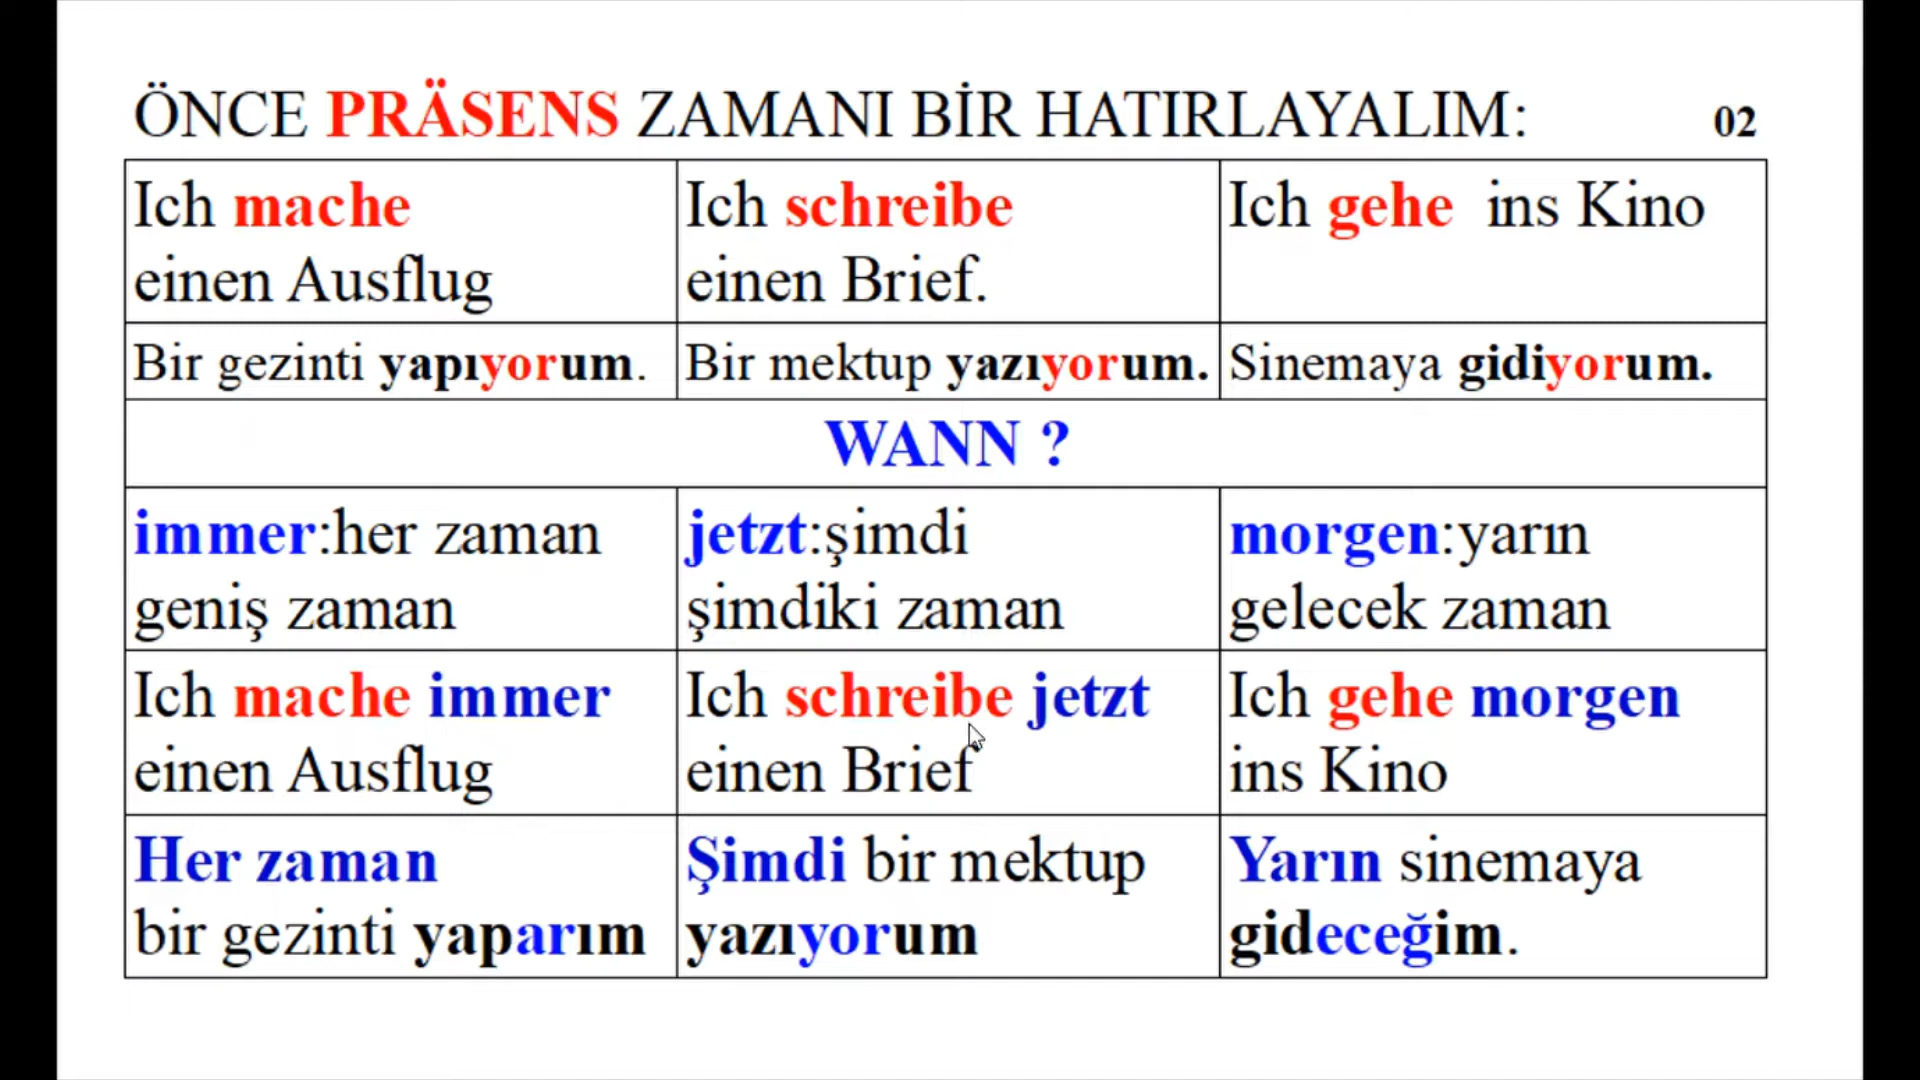 ÖNCE PRÄSENS ZAMANI BİR HATIRLAYALIM:
02
Ich mache
einen Ausflug
Ich schreibe
einen Brief.
Ich gehe ins Kino
Bir gezinti yapıyorum.
Bir mektup yazıyorum.
Sinemaya gidiyorum.
WANN ?
immer:her zaman
geniş zaman
jetzt:şimdi
şimdiki zaman
morgen:yarın
gelecek zaman
Ich mache immer
einen Ausflug
Ich schreibe jetzt
einen Brief
Ich gehe morgen
ins Kino
Her zaman
bir gezinti yaparım
Şimdi bir mektup
yazıyorum
Yarın sinemaya
gideceğim.